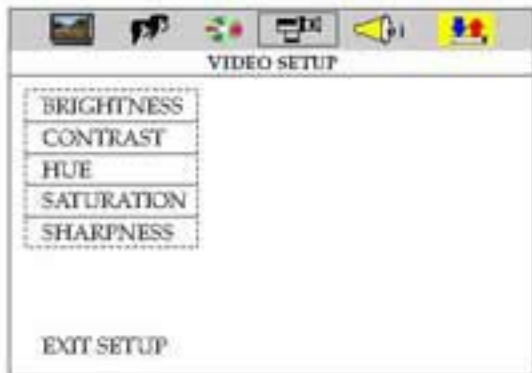 VIDEO SETUP
BRIGHTNESS
CONTRAST
HUE
SATURATION
SHARPNESS
EXIT SETUP